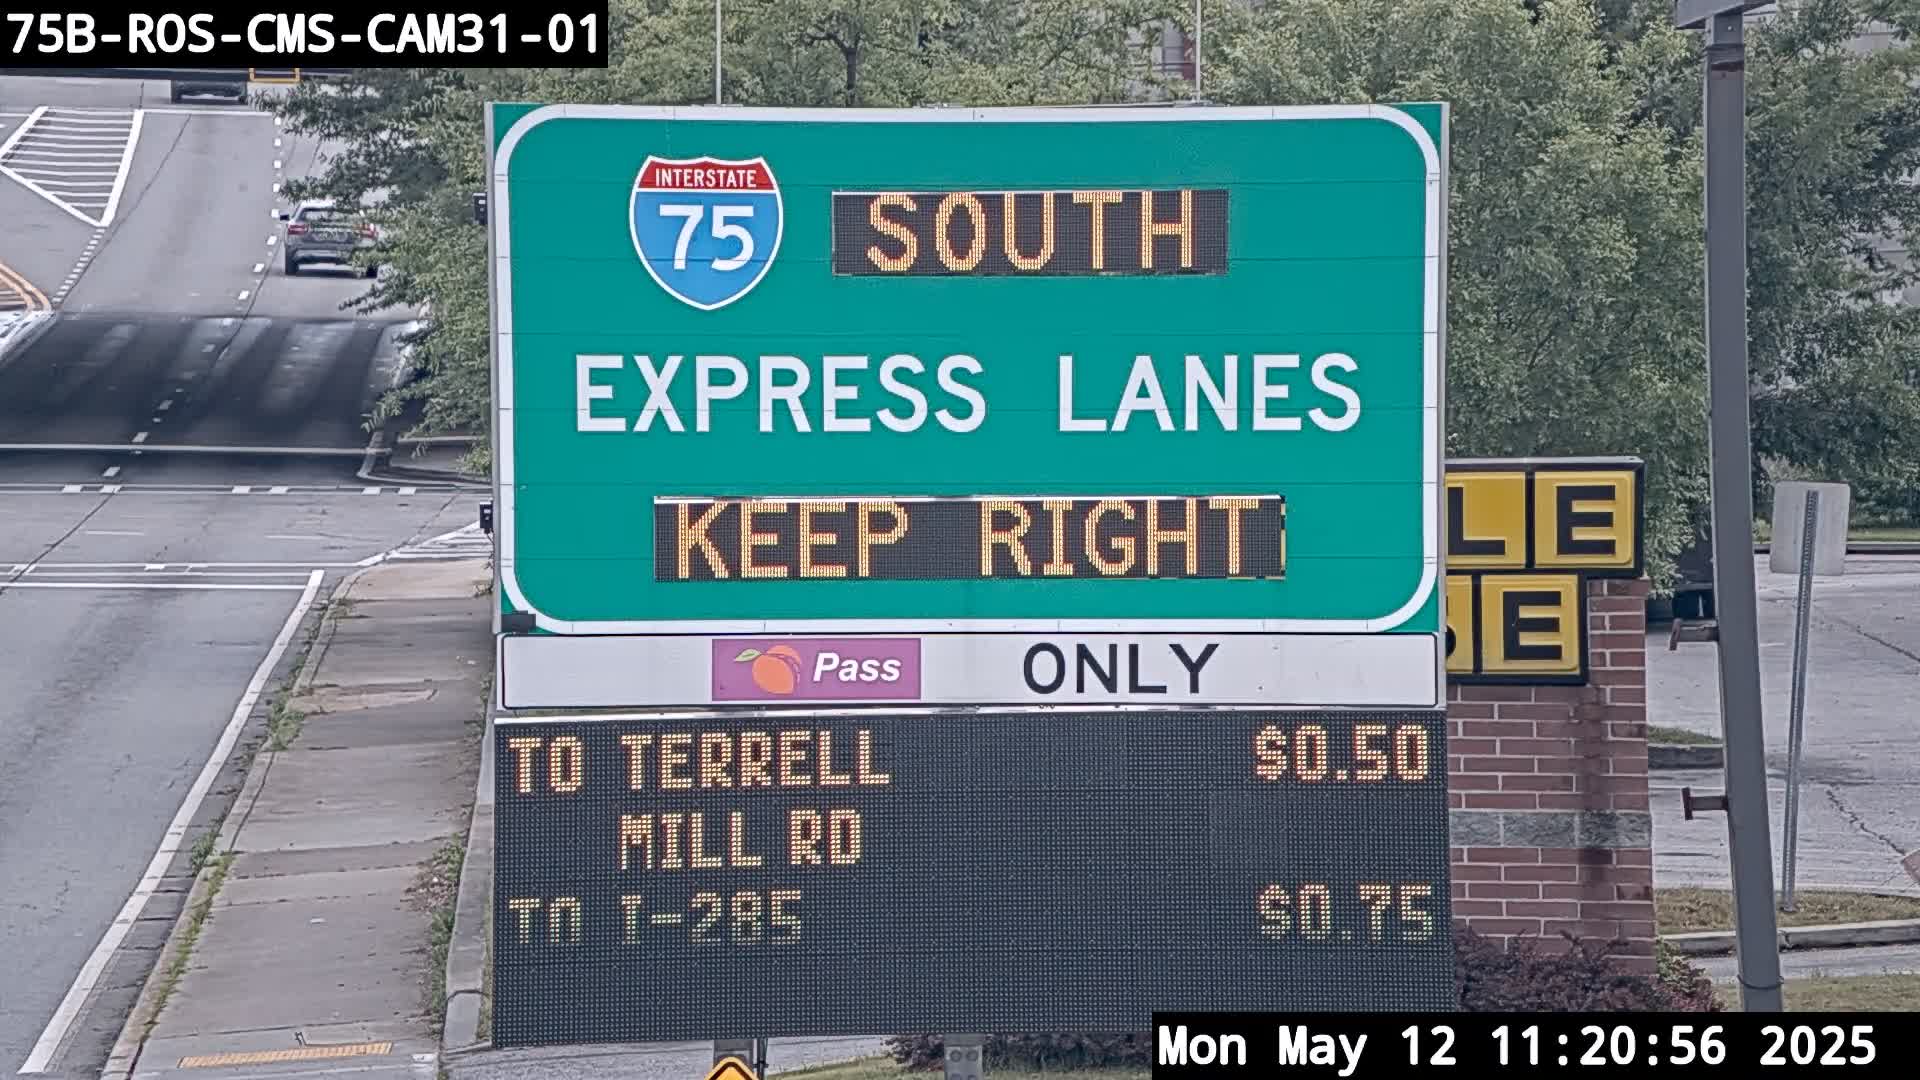 75B-ROS-CMS-CAM31-01
INTERSTATE
75
SOUTH
EXPRESS LANES
KEEP RIGHT
Pass ONLY
TO TERRELL $0.50
MILL RD
TO I-285 $0.75
LE
E
Mon May 12 11:20:56 2025